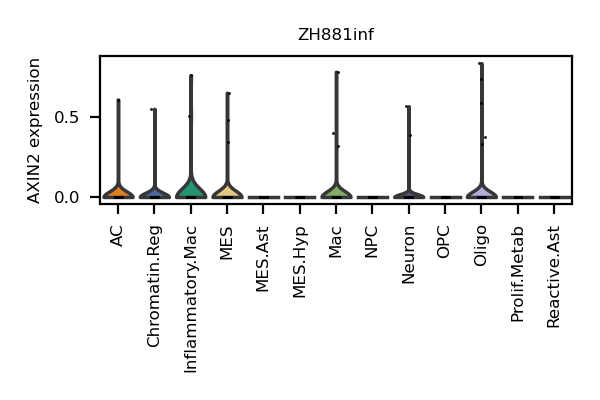 ZH881inf
AXIN2 expression
0.5
0.0
AC
Chromatin.Reg
Inflammatory.Mac
MES
MES.Ast
MES.Hyp
Mac
NPC
Neuron
OPC
Oligo
Prolif.Metab
Reactive.Ast